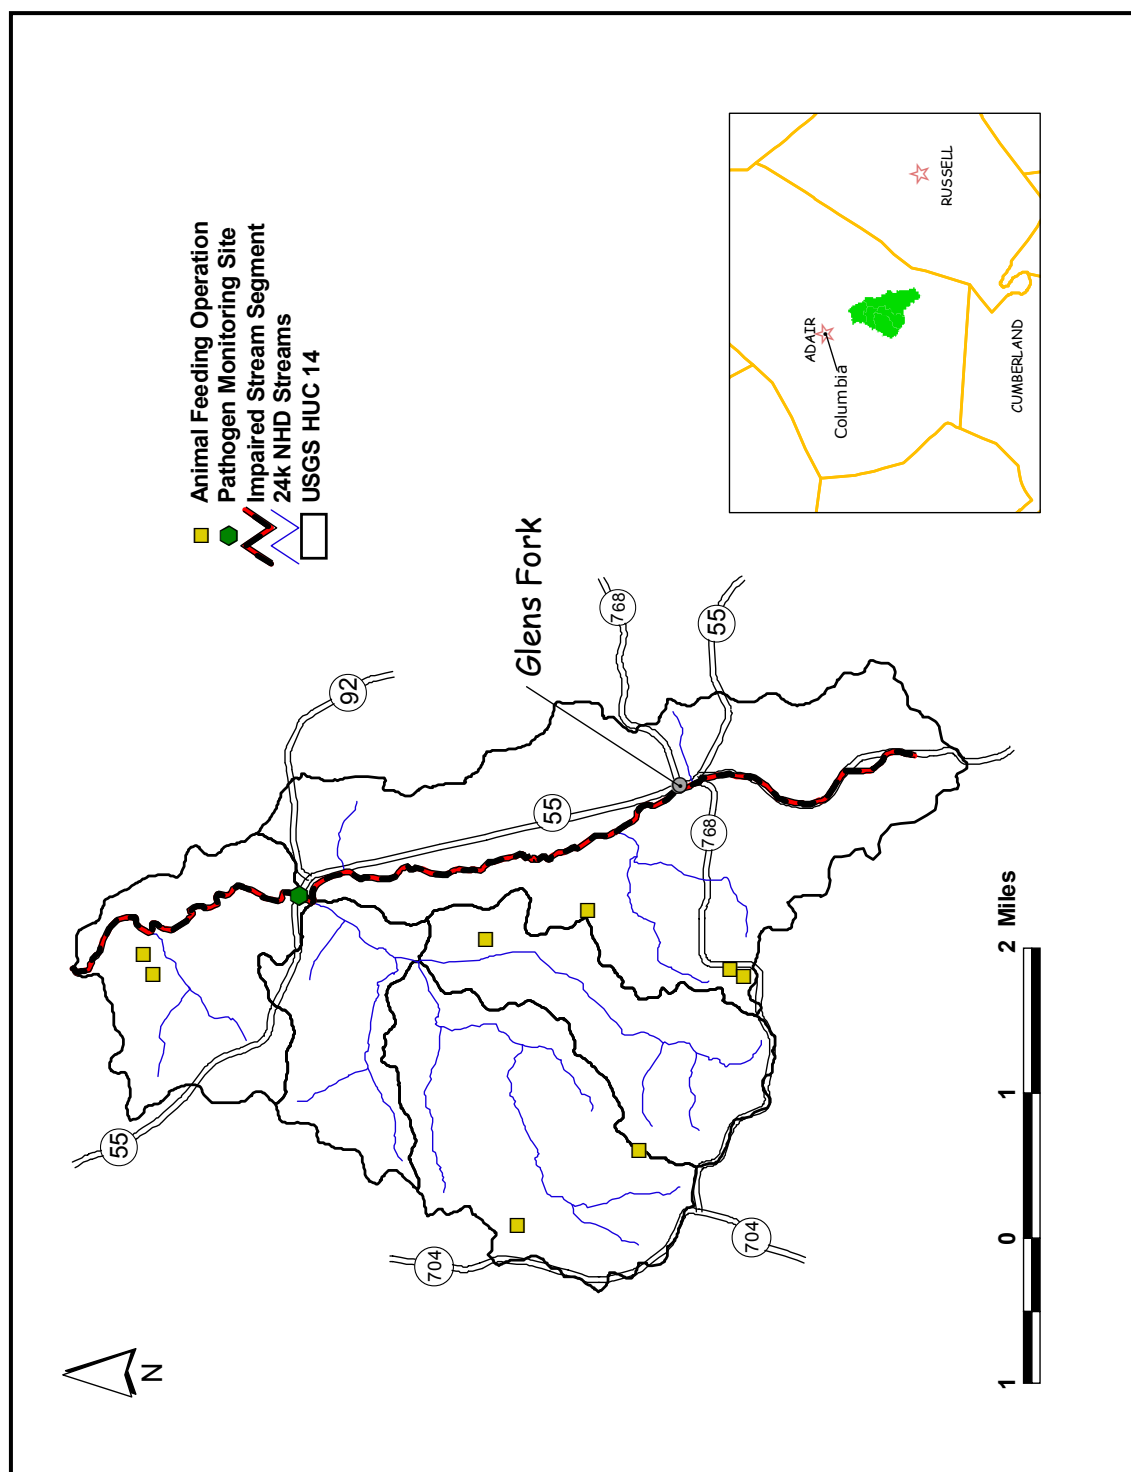 Animal Feeding Operation
Pathogen Monitoring Site
Impaired Stream Segment
24k NHD Streams
USGS HUC 14
N
55
92
704
55
Glens Fork
768
55
768
704
1 0 1 2 Miles
ADAIR
Columbia
RUSSELL
CUMBERLAND